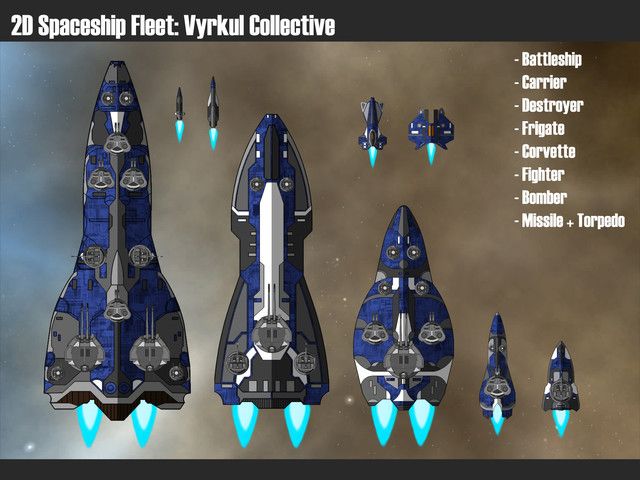 2D Spaceship Fleet: Vyrkul Collective
- Battleship
- Carrier
- Destroyer
- Frigate
- Corvette
- Fighter
- Bomber
- Missile + Torpedo